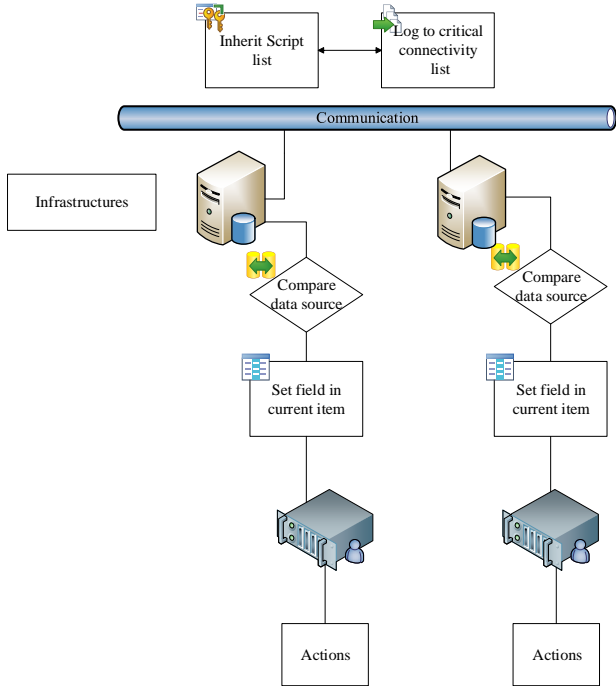 Inherit Script
list
Log to critical
connectivity
list
Communication
Infrastructures
Compare
data source
Compare
data source
Set field in
current item
Set field in
current item
Actions
Actions